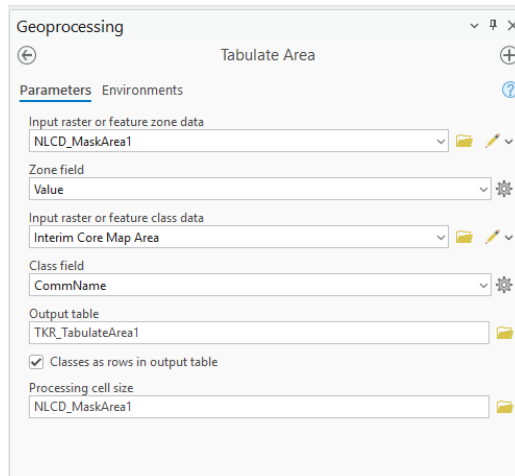 Geoprocessing
Tabulate Area
Parameters Environments
Input raster or feature zone data
NLCD_MaskArea1
Zone field
Value
Input raster or feature class data
Interim Core Map Area
Class field
CommName
Output table
TKR_TabulateArea1
Classes as rows in output table
Processing cell size
NLCD_MaskArea1